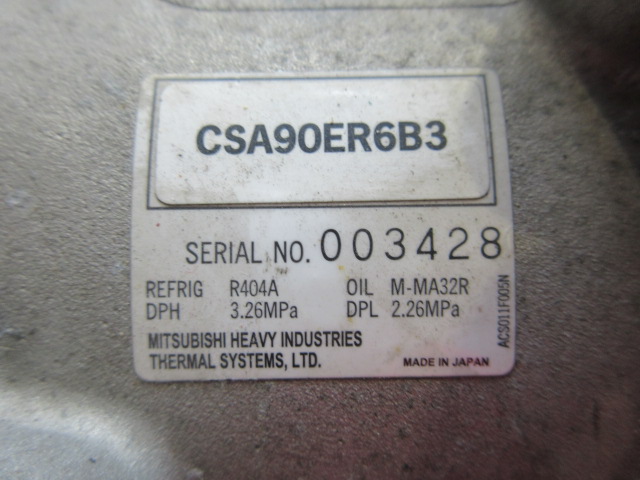 CSA90ER6B3
SERIAL NO. 003428
REFRIG R404A OIL M-MA32R
DPH 3.26MPa DPL 2.26MPa
MITSUBISHI HEAVY INDUSTRIES
THERMAL SYSTEMS, LTD. MADE IN JAPAN
ACS011F005N